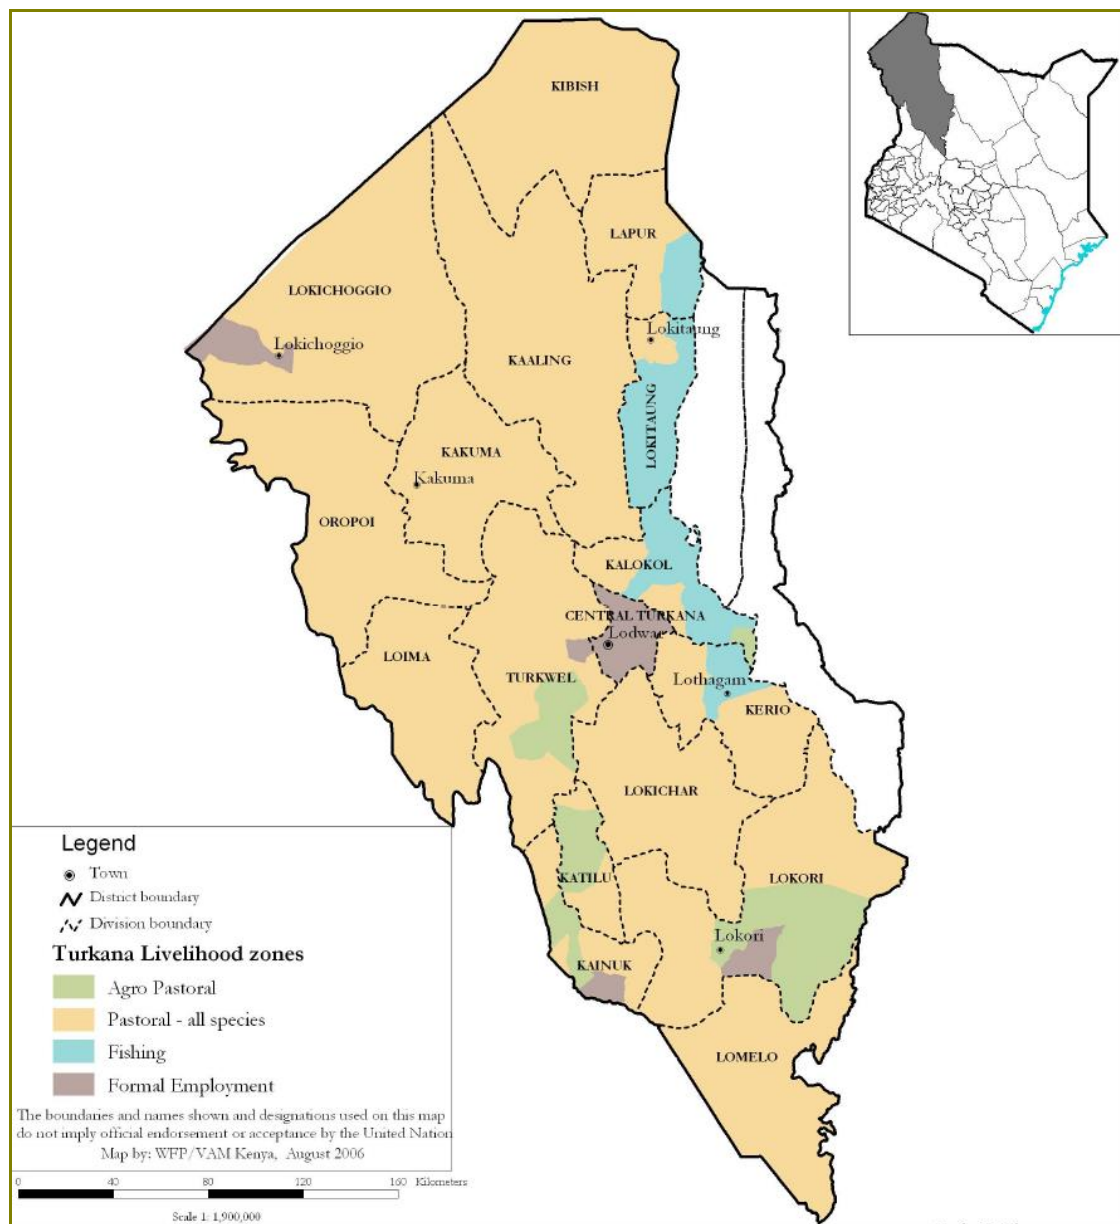 KIBISH
LAPUR
LOKICHOGGIO
Lokitaung
Lokichoggio
KAALING
LOKITAUNG
KAKUMA
Kakuma
OROPOI
KALOKOL
CENTRAL TURKANA
Lodwar
LOIMA
TURKWEL
Lothagam
KERIO
LOKICHAR
KATILU
LOKORI
Lokori
KAINUK
LOMELO
Legend
Town
District boundary
Division boundary
Turkana Livelihood zones
Agro Pastoral
Pastoral - all species
Fishing
Formal Employment
The boundaries and names shown and designations used on this map
do not imply official endorsement or acceptance by the United Nation
Map by: WFP/VAM Kenya, August 2006
0 40 80 120 160 Kilometers
Scale 1: 1,900,000